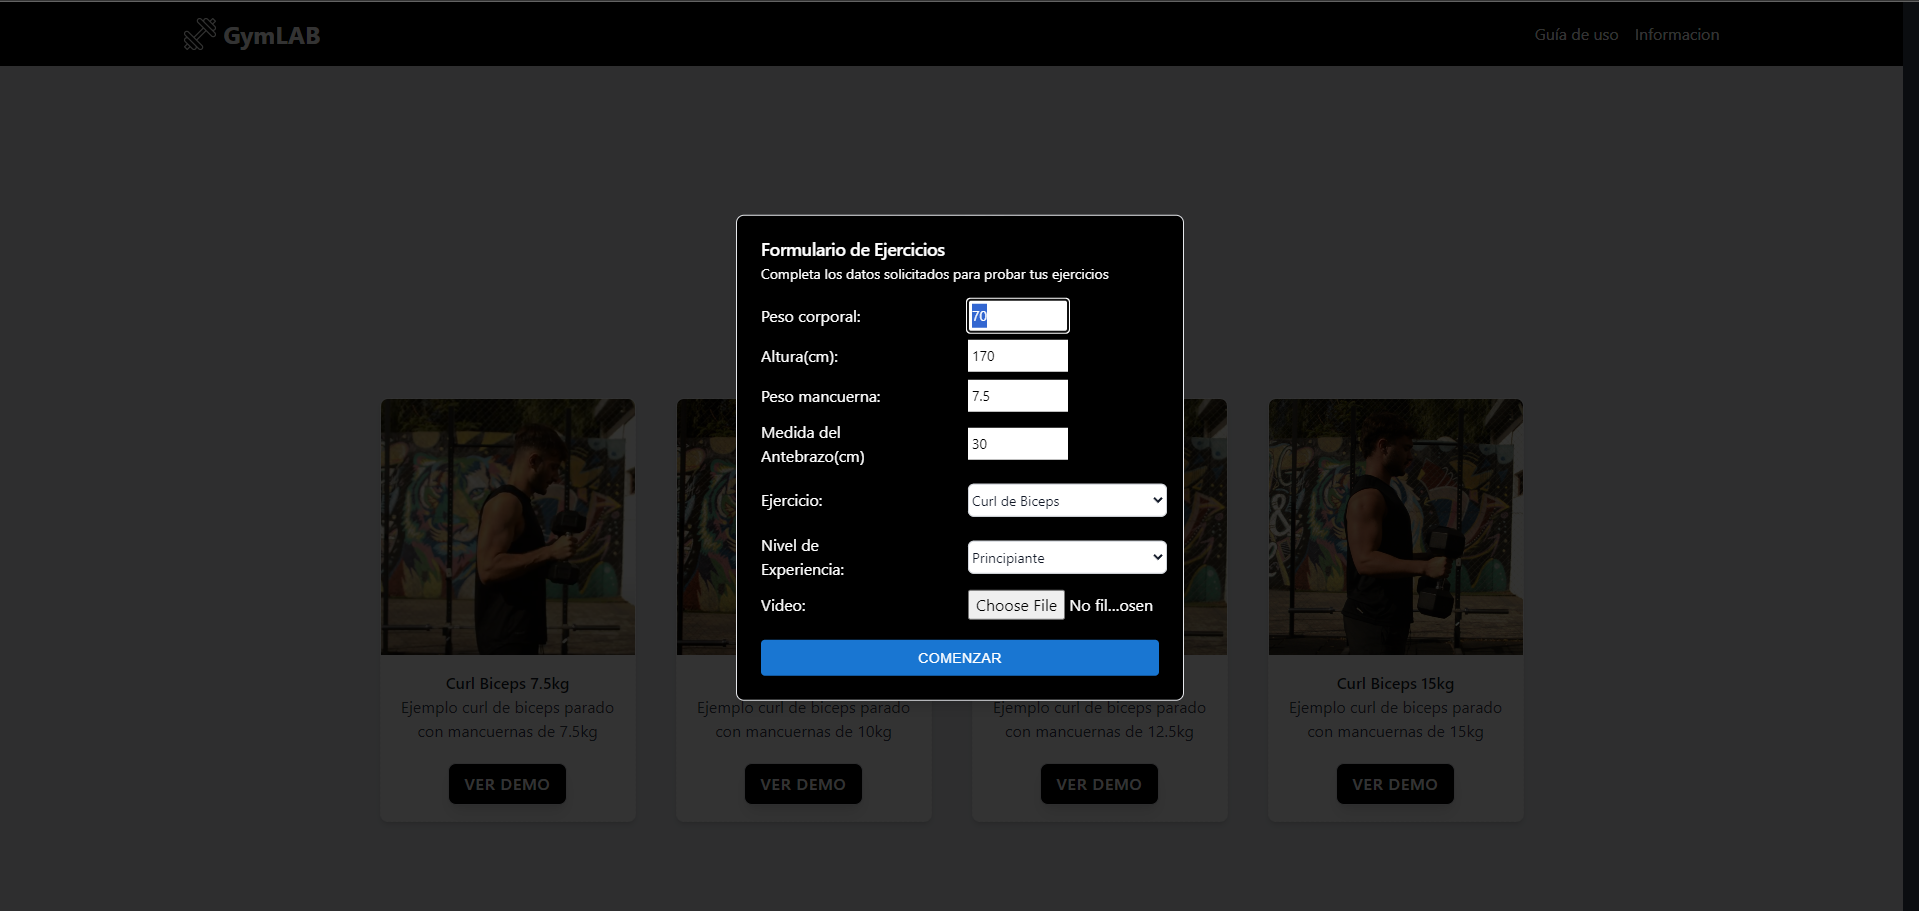 GymLAB
Guía de uso
Informacion
Formulario de Ejercicios
Completa los datos solicitados para probar tus ejercicios
Peso corporal:
70
Altura(cm):
170
Peso mancuerna:
7.5
Medida del
Antebrazo(cm)
30
Ejercicio:
Curl de Biceps
Nivel de
Experiencia:
Principiante
Video:
Choose File No fil...osen
COMENZAR
Curl Biceps 7.5kg
Ejemplo curl de biceps parado
con mancuernas de 7.5kg
VER DEMO
Ejemplo curl de biceps parado
con mancuernas de 10kg
VER DEMO
Ejemplo curl de biceps parado
con mancuernas de 12.5kg
VER DEMO
Curl Biceps 15kg
Ejemplo curl de biceps parado
con mancuernas de 15kg
VER DEMO